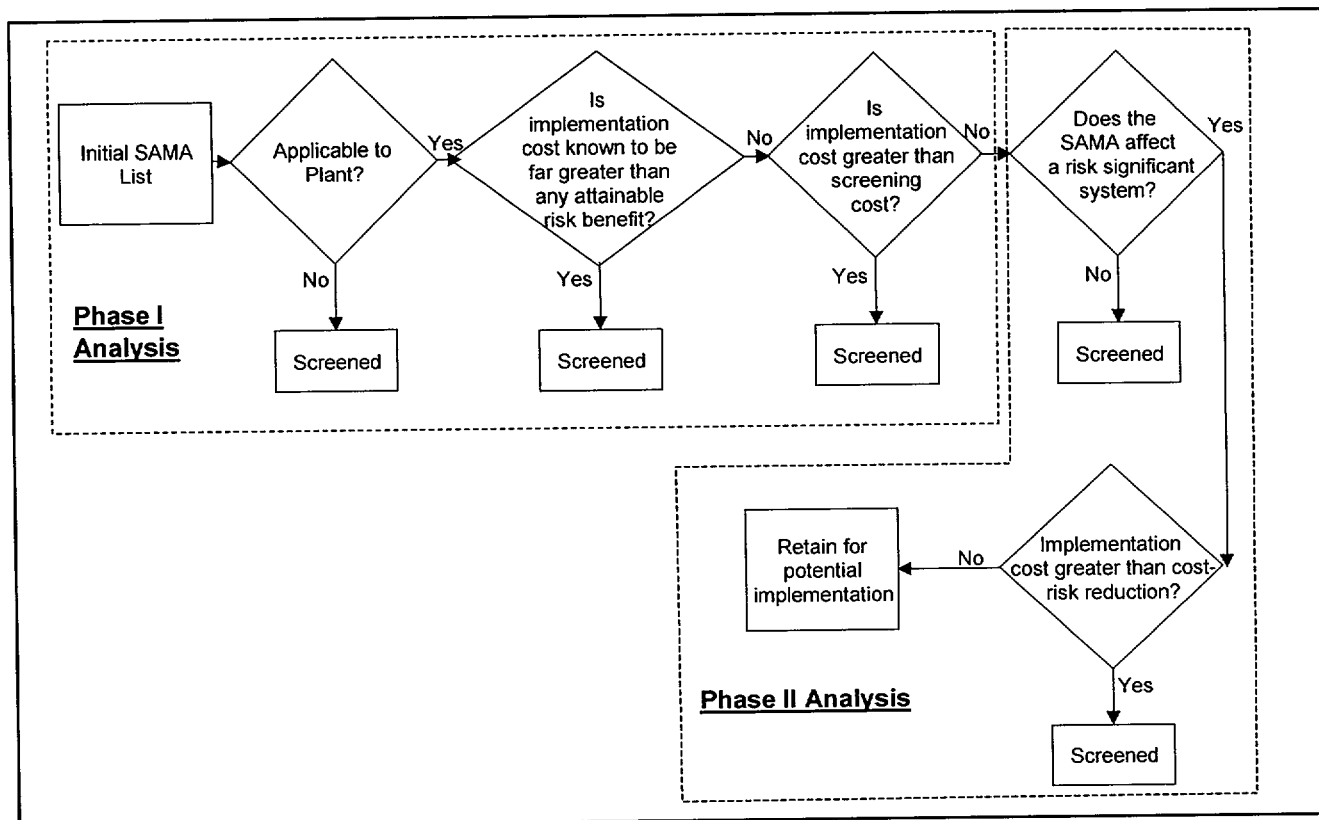 Initial SAMA
List
Applicable to
Plant?
Yes
No
Screened
Is
implementation
cost known to be
far greater than
any attainable
risk benefit?
No
Yes
Screened
Is
implementation
cost greater than
screening
cost?
No
Yes
Screened
Phase I
Analysis
Does the
SAMA affect
a risk significant
system?
Yes
No
Screened
Implementation
cost greater than cost-
risk reduction?
No
Retain for
potential
implementation
Yes
Screened
Phase II Analysis